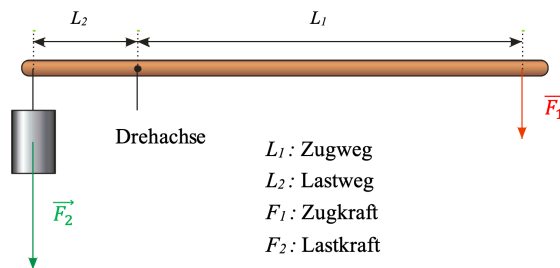 L₂ L₁
F₁
Drehachse
F₂
L₁ : Zugweg
L₂ : Lastweg
F₁ : Zugkraft
F₂ : Lastkraft